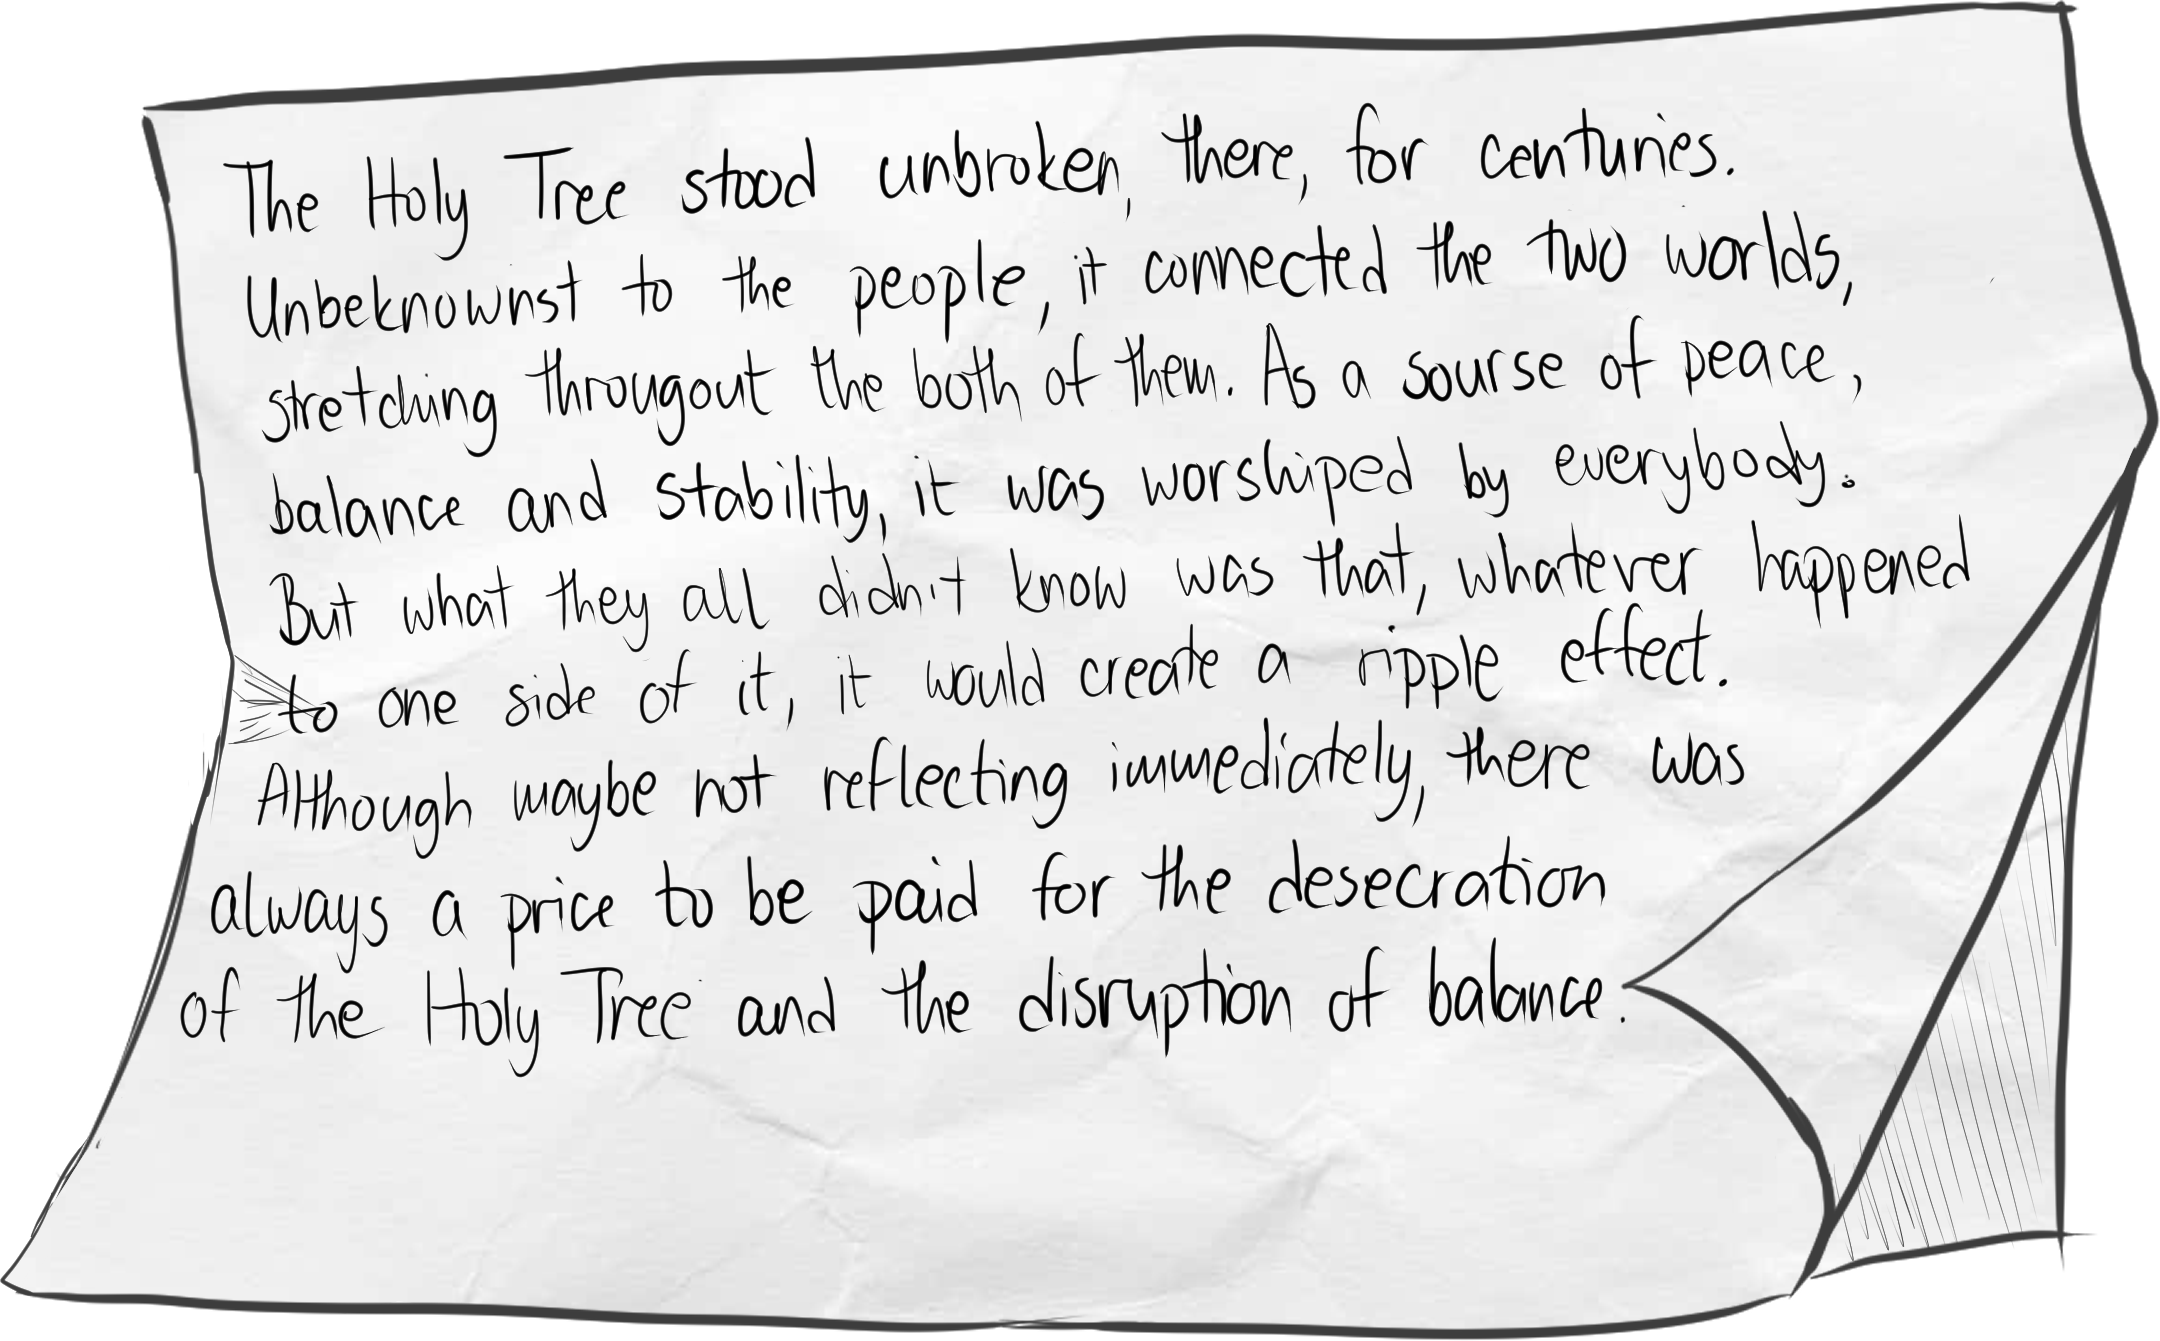 The Holy Tree stood unbroken, there, for centuries.
Unbeknownst to the people, it connected the two worlds,
stretching througout the both of them. As a sourse of peace,
balance and stability, it was worshiped by everybody.
But what they all didn't know was that, whatever happened
to one side of it, it would create a ripple effect.
Although maybe not reflecting immediately, there was
always a price to be paid for the desecration
of the Holy Tree and the disruption of balance.